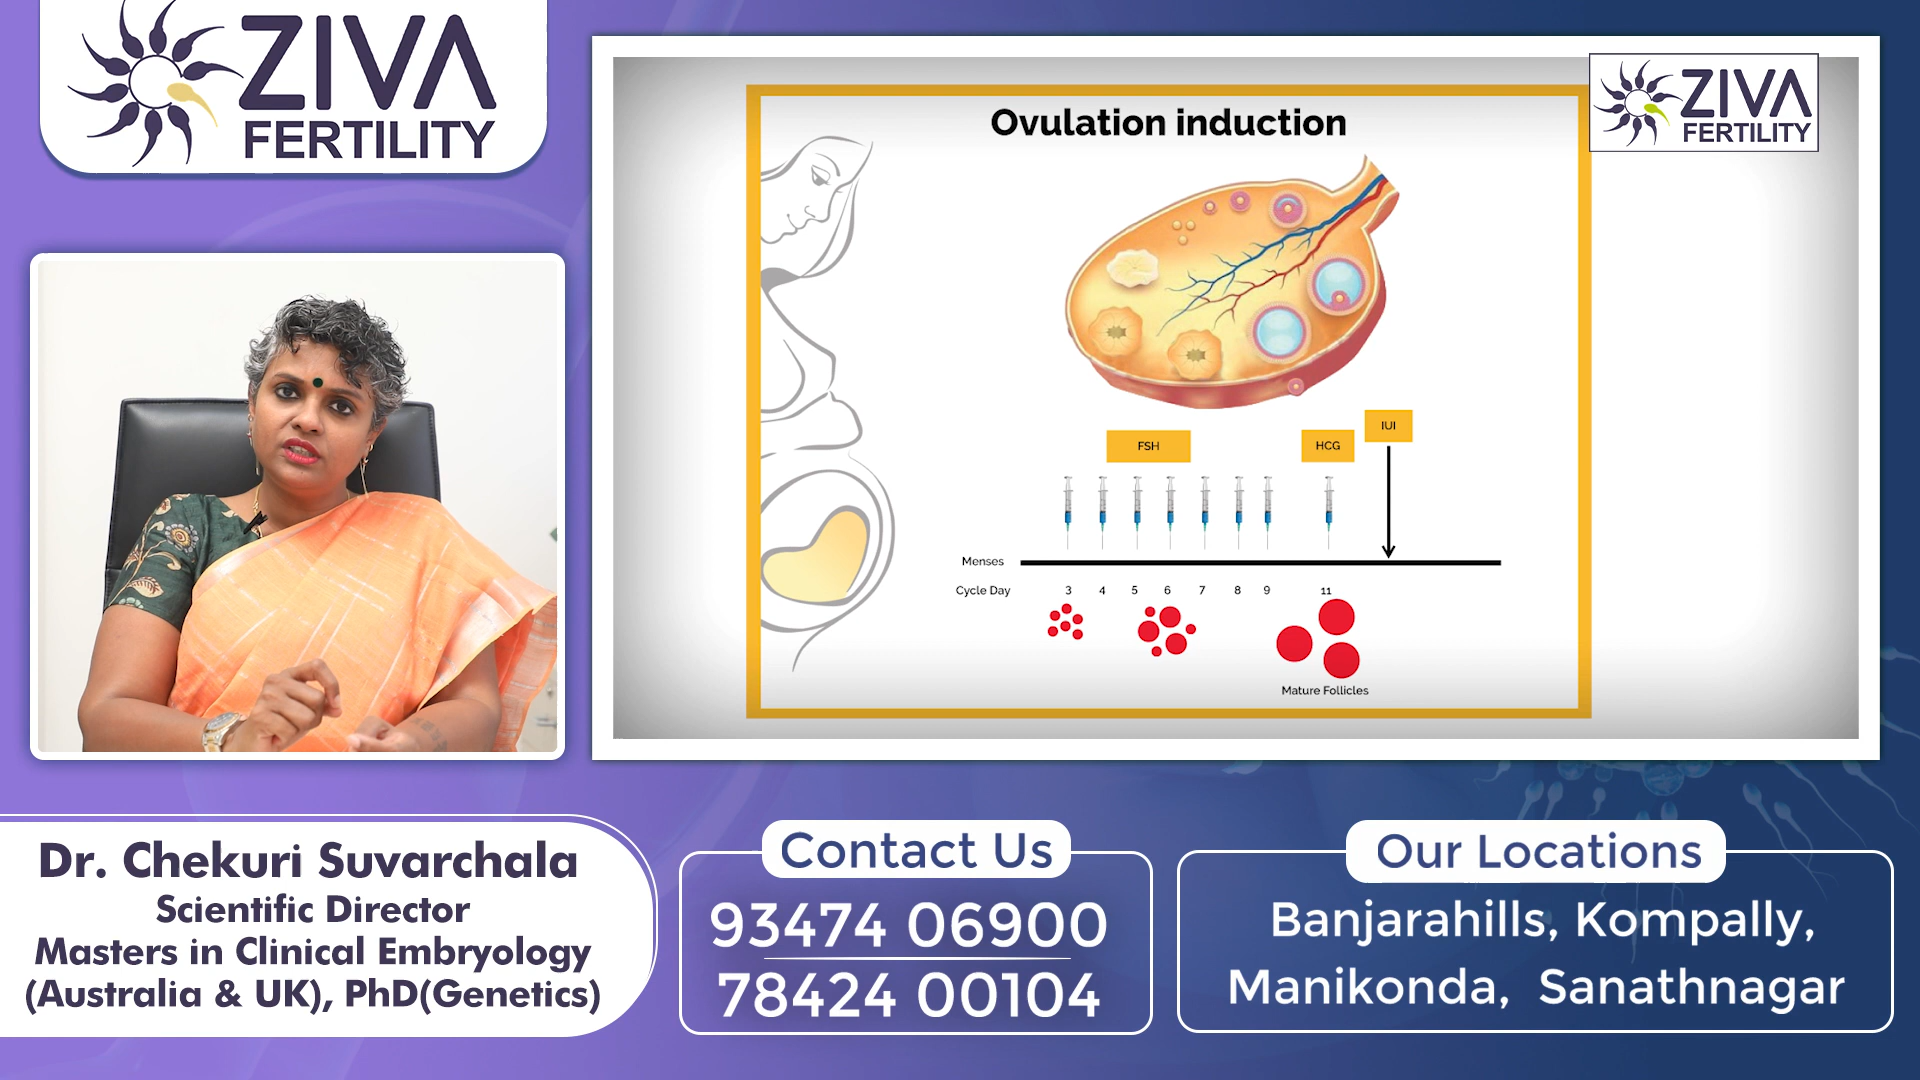 ZIVA
FERTILITY
Ovulation induction
ZIVA
FERTILITY
IUI
FSH
HCG
Menses
Cycle Day
3 4 5 6 7 8 9 11
Mature Follicles
Dr. Chekuri Suvarchala
Scientific Director
Masters in Clinical Embryology
(Australia & UK), PhD(Genetics)
Contact Us
93474 06900
78424 00104
Our Locations
Banjarahills, Kompally,
Manikonda, Sanathnagar